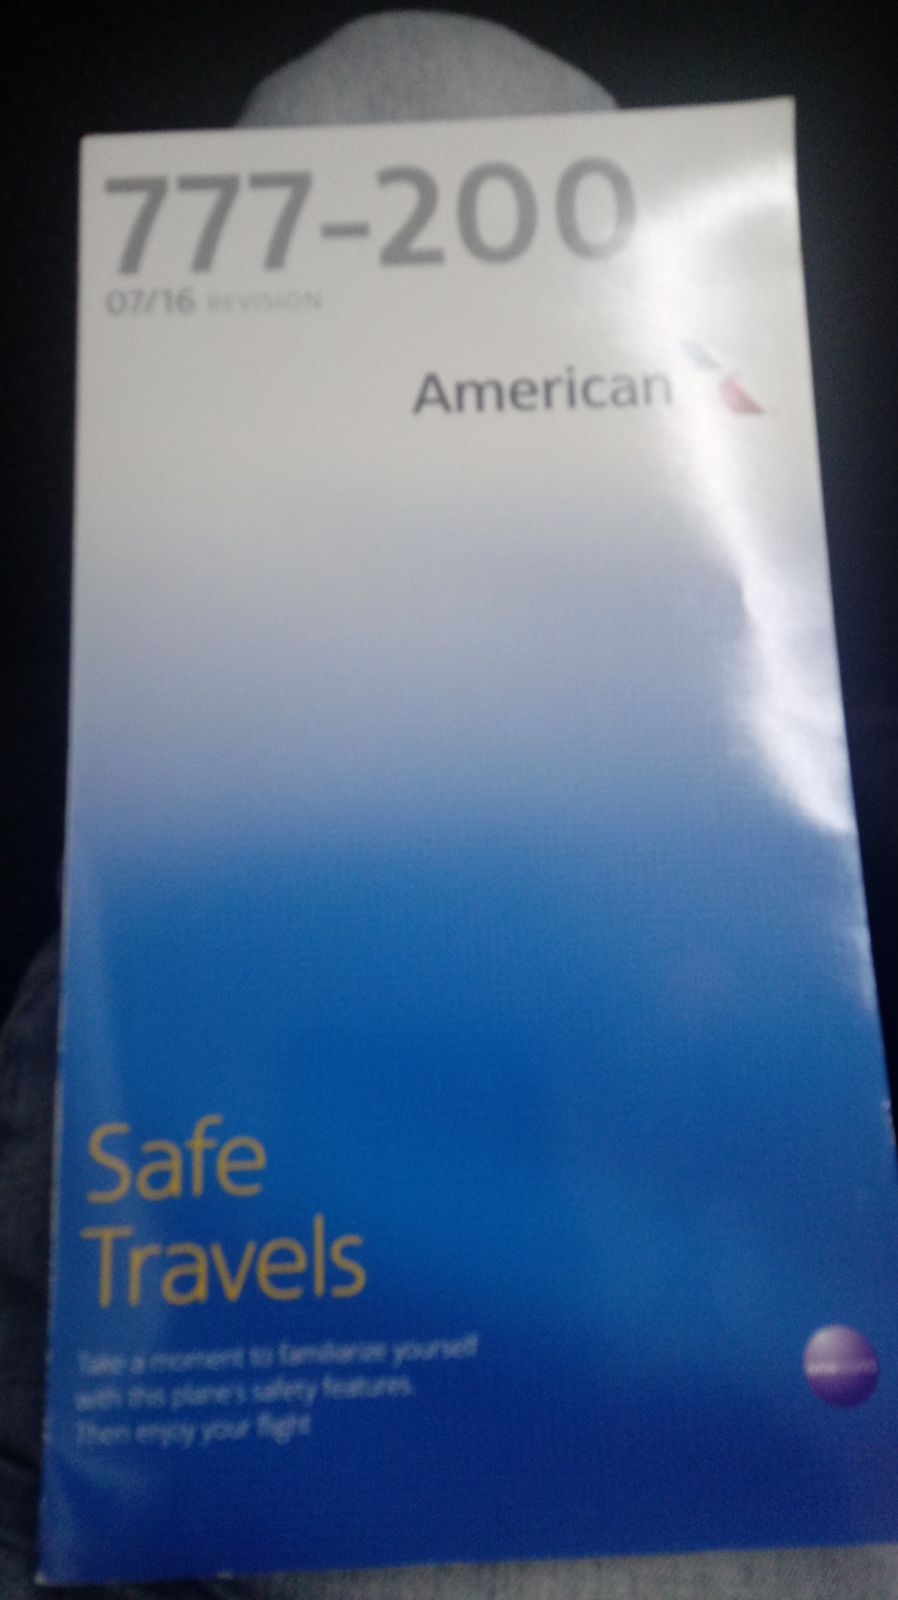 777-200
07/16 REVISION
American
Safe
Travels
Take a moment to familiarize yourself
with this plane's safety features.
Then enjoy your flight
oneworld